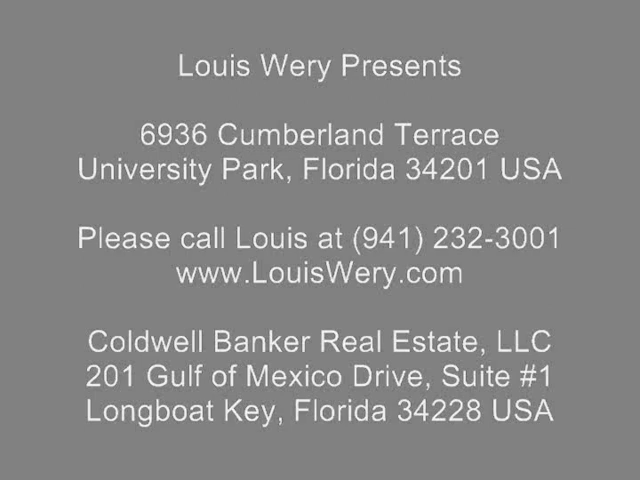 Louis Wery Presents
6936 Cumberland Terrace
University Park, Florida 34201 USA
Please call Louis at (941) 232-3001
www.LouisWery.com
Coldwell Banker Real Estate, LLC
201 Gulf of Mexico Drive, Suite #1
Longboat Key, Florida 34228 USA